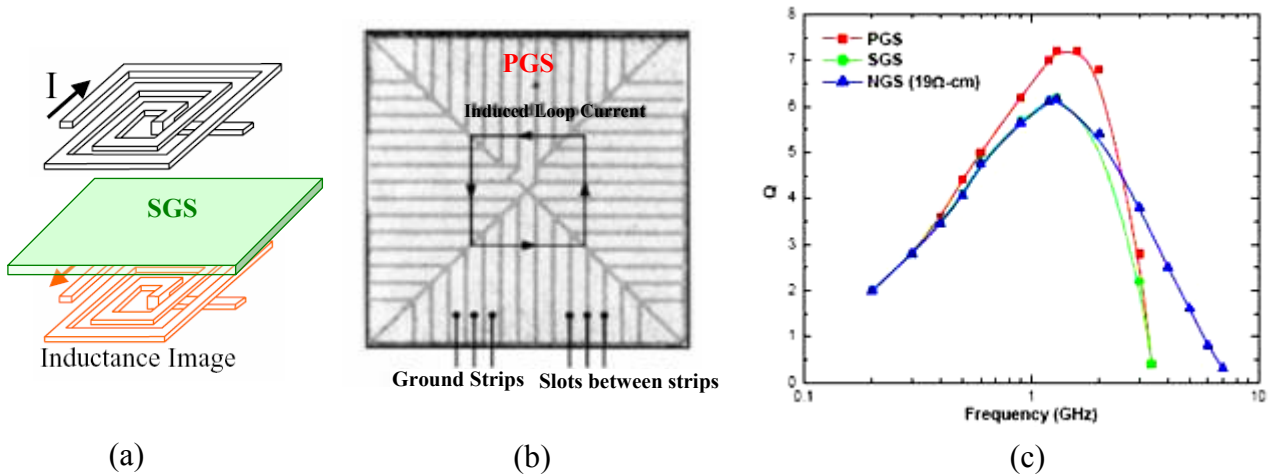 I
SGS
Inductance Image
(a)
PGS
Induced Loop Current
Ground Strips
Slots between strips
(b)
8
7
6
5
4
3
2
1
0
Q
PGS
SGS
NGS (19Ω-cm)
0.1
1
10
Frequency (GHz)
(c)